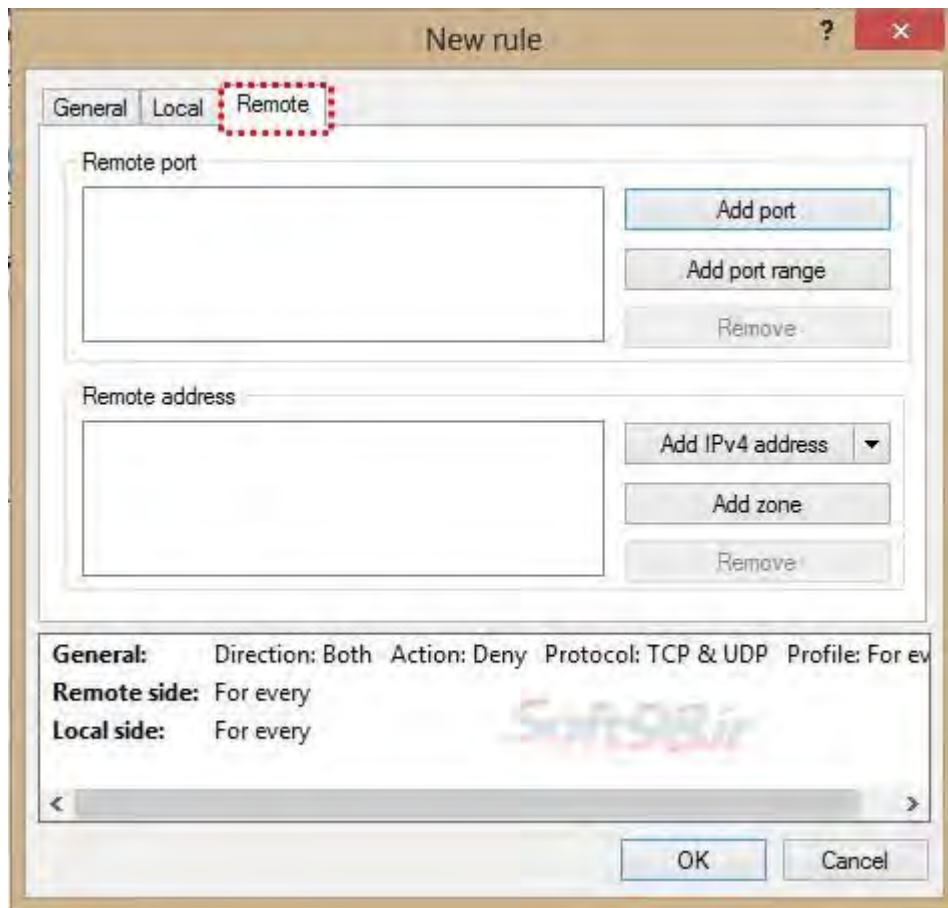 New rule
?
General Local Remote
Remote port
Add port
Add port range
Remove
Remote address
Add IPv4 address
Add zone
Remove
General: Direction: Both Action: Deny Protocol: TCP & UDP Profile: For ev
Remote side: For every
Local side: For every
Soft98.ir
OK Cancel